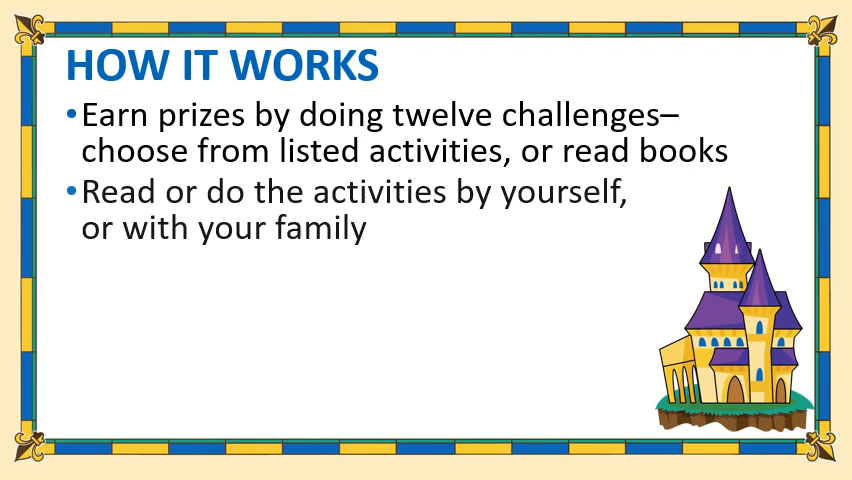 HOW IT WORKS
•Earn prizes by doing twelve challenges–
choose from listed activities, or read books
•Read or do the activities by yourself,
or with your family